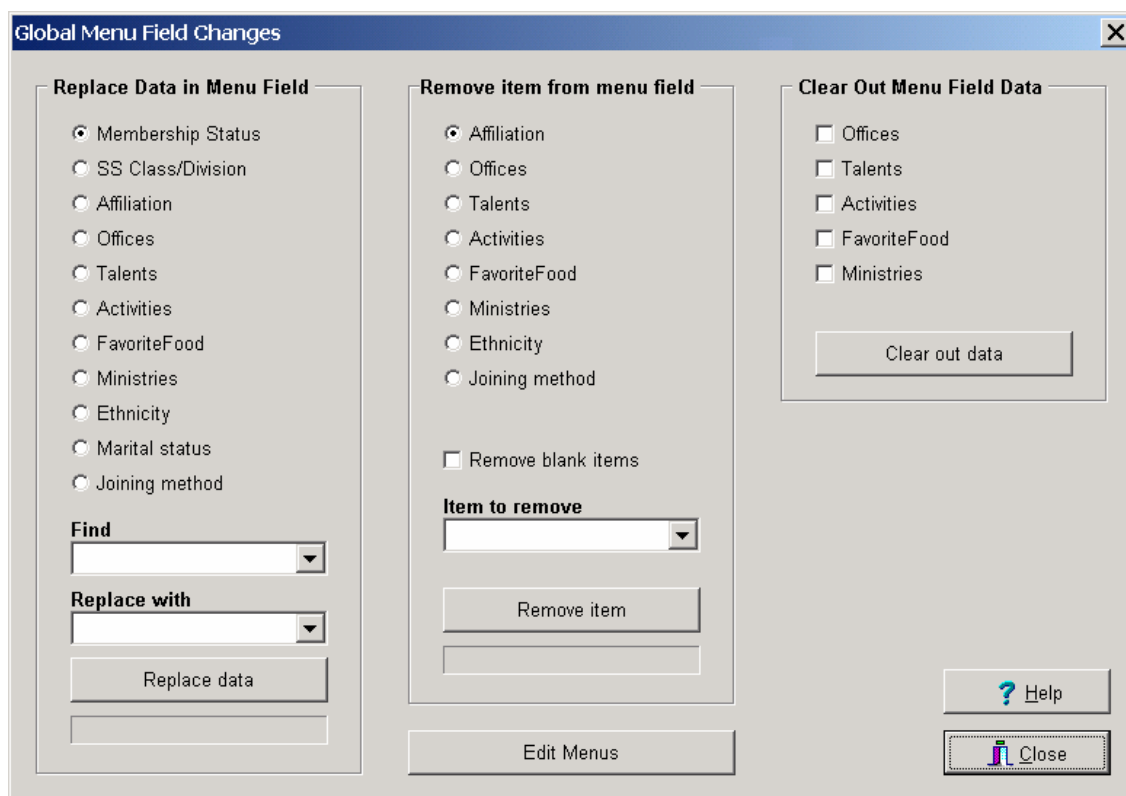 Global Menu Field Changes
Replace Data in Menu Field
Membership Status
SS Class/Division
Affiliation
Offices
Talents
Activities
FavoriteFood
Ministries
Ethnicity
Marital status
Joining method
Find
Replace with
Replace data
Remove item from menu field
Affiliation
Offices
Talents
Activities
FavoriteFood
Ministries
Ethnicity
Joining method
Remove blank items
Item to remove
Remove item
Edit Menus
Clear Out Menu Field Data
Offices
Talents
Activities
FavoriteFood
Ministries
Clear out data
? Help
Close